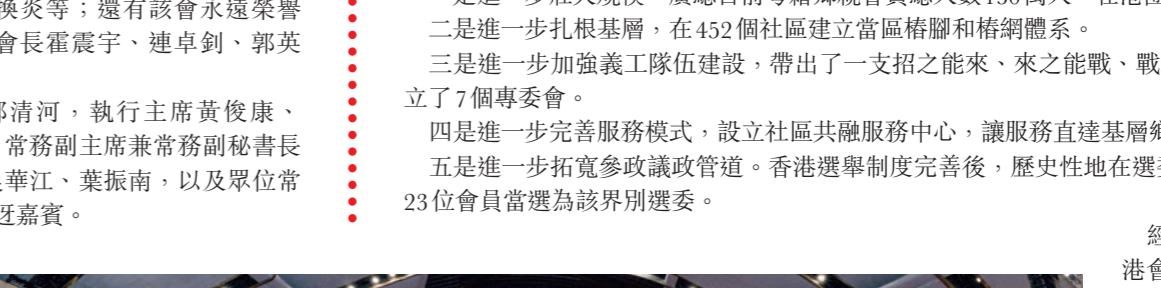 換炎等；還有該會永遠榮譽
會長霍震宇、連卓釗、郭英
鄧清河，執行主席黃俊康、
常務副主席兼常務副秘書長
華江、葉振南，以及眾位常
迓嘉賓。
二是進一步扎根基層，在452個社區建立當區樁腳和樁網體系。
三是進一步加強義工隊伍建設，帶出了一支招之能來、來之能戰、戰
立了7個專委會。
四是進一步完善服務模式，設立社區共融服務中心，讓服務直達基層鄉
五是進一步拓寬參政議政管道。香港選舉制度完善後，歷史性地在選委
23位會員當選為該界別選委。
經
港會